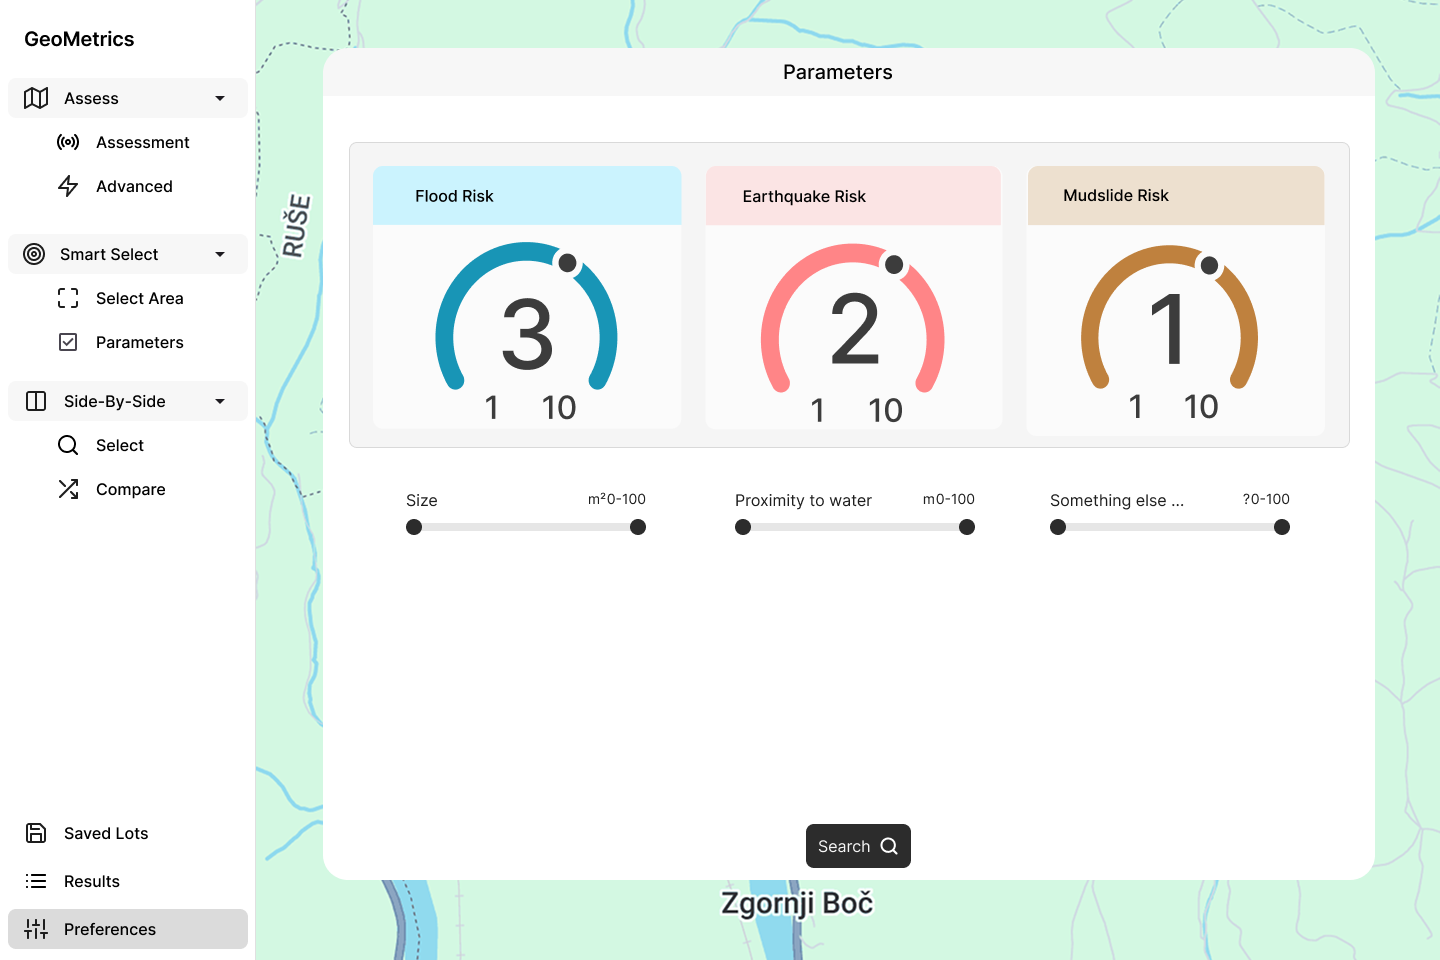 GeoMetrics
Assess
Assessment
Advanced
Smart Select
Select Area
Parameters
Side-By-Side
Select
Compare
Saved Lots
Results
Preferences
RUŠE
Parameters
Flood Risk
3
1 10
Earthquake Risk
2
1 10
Mudslide Risk
1
1 10
Size m²0-100
Proximity to water m0-100
Something else ... ?0-100
Search
Zgornji Boč